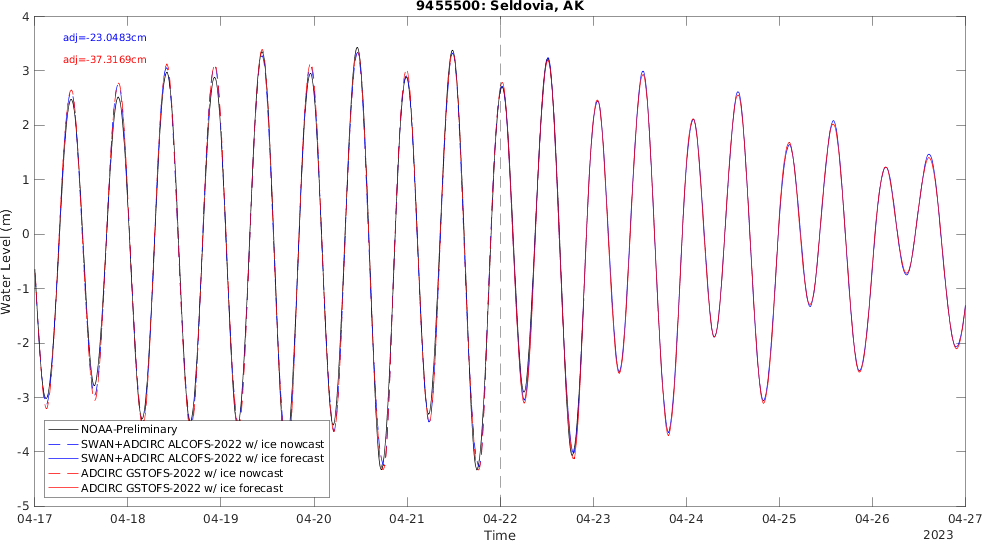 9455500: Seldovia, AK
adj=-23.0483cm
adj=-37.3169cm
4
3
2
1
0
-1
-2
-3
-4
-5
Water Level (m)
NOAA-Preliminary
SWAN+ADCIRC ALCOFS-2022 w/ ice nowcast
SWAN+ADCIRC ALCOFS-2022 w/ ice forecast
ADCIRC GSTOFS-2022 w/ ice nowcast
ADCIRC GSTOFS-2022 w/ ice forecast
04-17 04-18 04-19 04-20 04-21 04-22 04-23 04-24 04-25 04-26 04-27
Time
2023